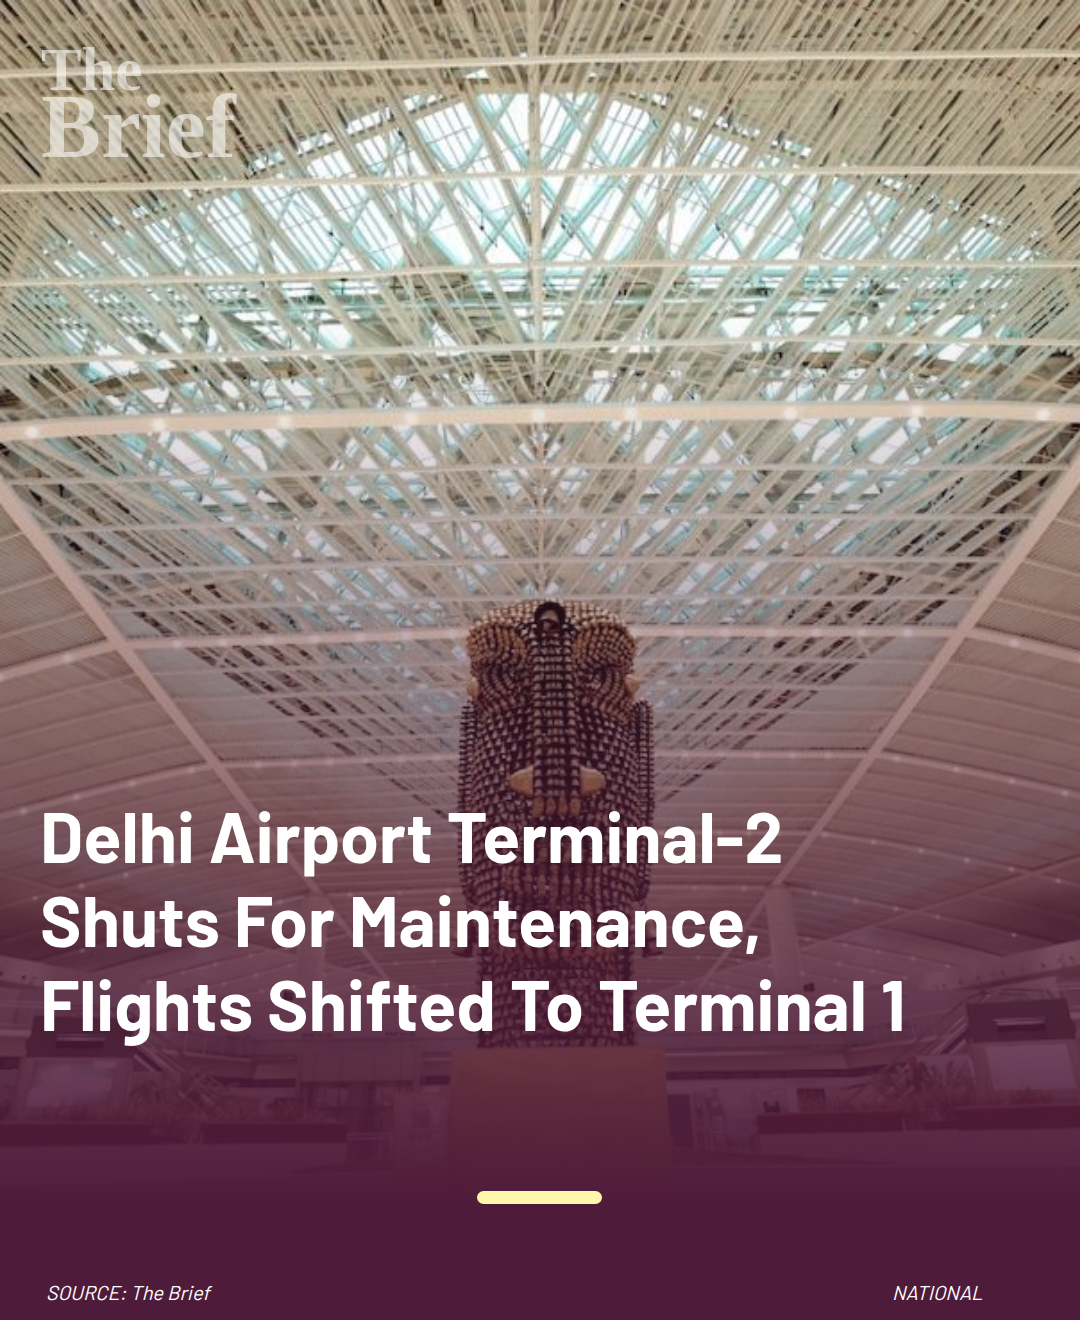 The
Brief
Delhi Airport Terminal-2
Shuts For Maintenance,
Flights Shifted To Terminal 1
SOURCE: The Brief
NATIONAL